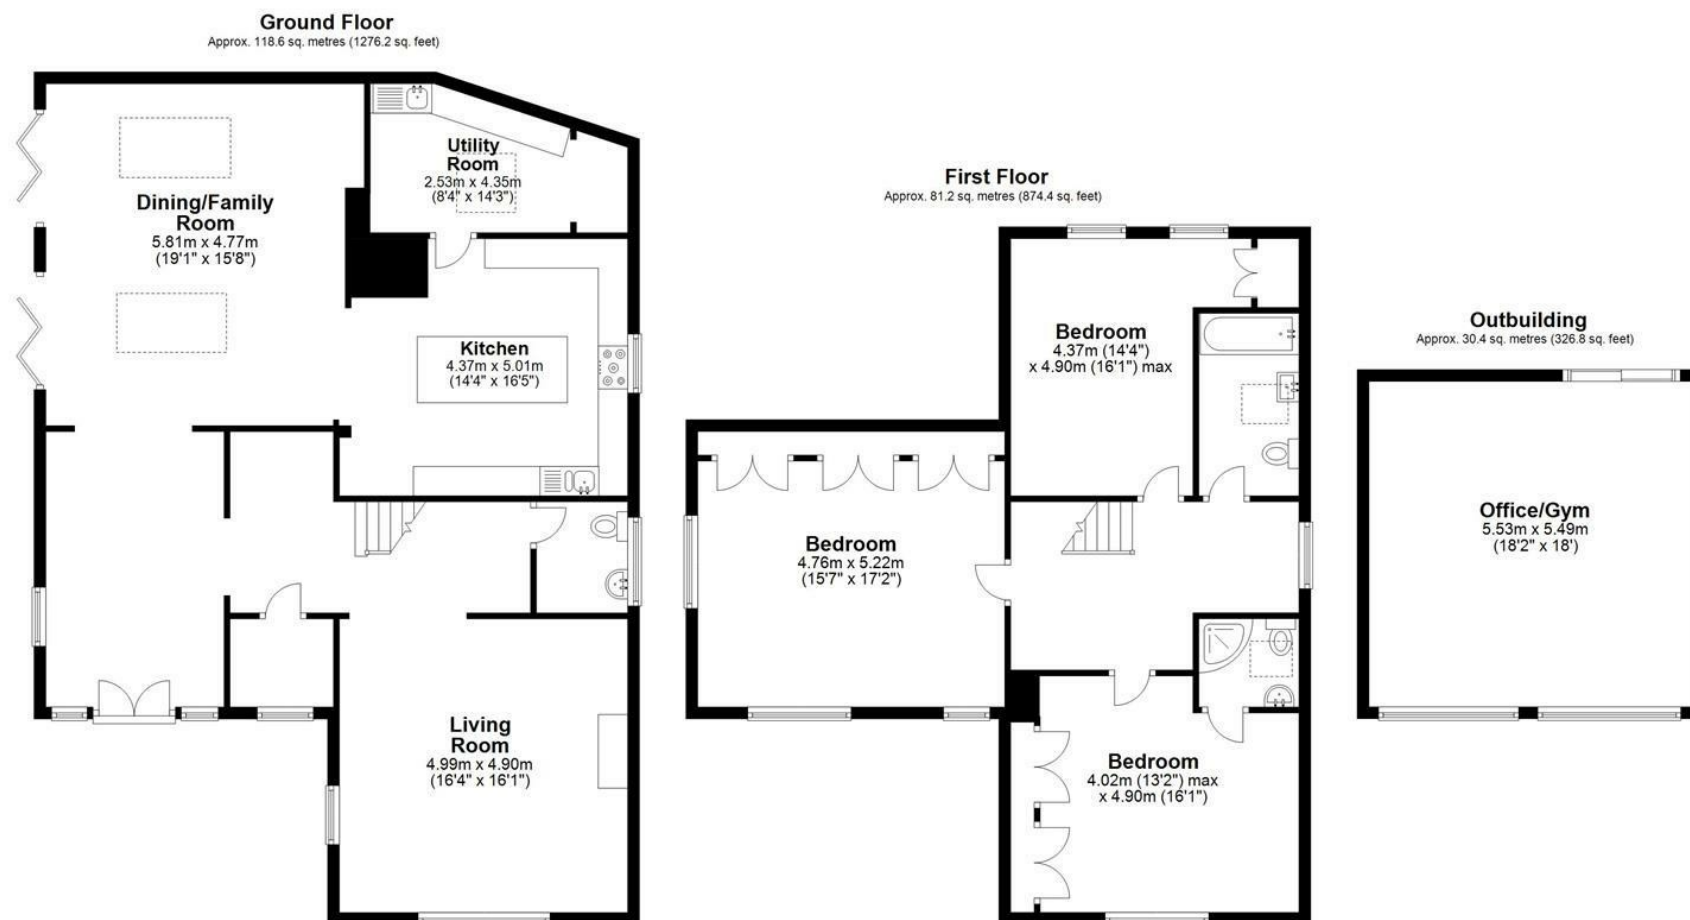 Ground Floor
Approx. 118.6 sq. metres (1276.2 sq. feet)
Utility
Room
2.53m x 4.35m
(8'4" x 14'3")
Dining/Family
Room
5.81m x 4.77m
(19'1" x 15'8")
Kitchen
4.37m x 5.01m
(14'4" x 16'5")
Living
Room
4.99m x 4.90m
(16'4" x 16'1")
First Floor
Approx. 81.2 sq. metres (874.4 sq. feet)
Bedroom
4.37m (14'4")
x 4.90m (16'1") max
Bedroom
4.76m x 5.22m
(15'7" x 17'2")
Bedroom
4.02m (13'2") max
x 4.90m (16'1")
Outbuilding
Approx. 30.4 sq. metres (326.8 sq. feet)
Office/Gym
5.53m x 5.49m
(18'2" x 18')